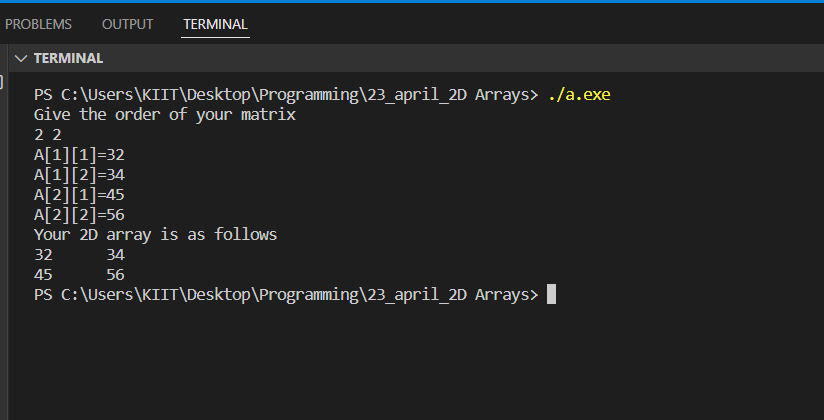 PROBLEMS OUTPUT TERMINAL
TERMINAL
PS C:\Users\KIIT\Desktop\Programming\23_april_2D Arrays> ./a.exe
Give the order of your matrix
2 2
A[1][1]=32
A[1][2]=34
A[2][1]=45
A[2][2]=56
Your 2D array is as follows
32 34
45 56
PS C:\Users\KIIT\Desktop\Programming\23_april_2D Arrays>